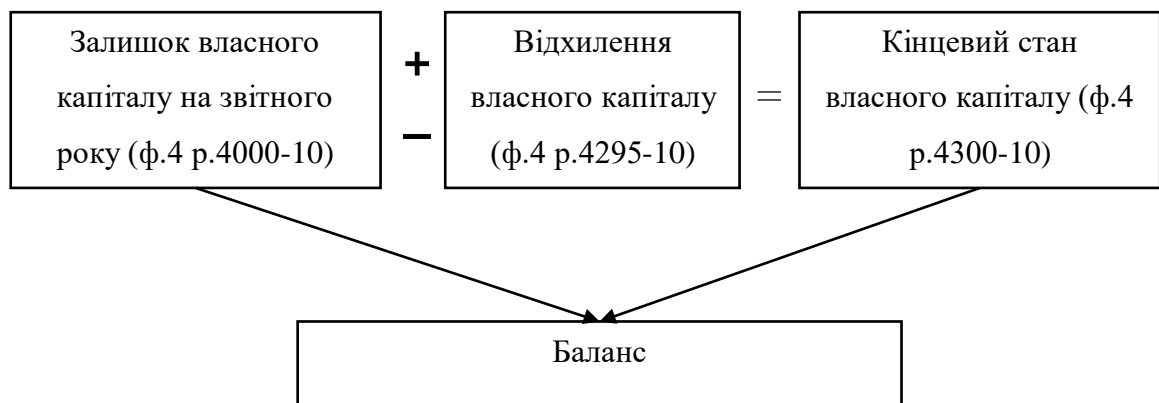 Залишок власного
капіталу на звітного
року (ф.4 р.4000-10)
+
–
Відхилення
власного капіталу
(ф.4 р.4295-10)
=
Кінцевий стан
власного капіталу (ф.4
р.4300-10)
Баланс